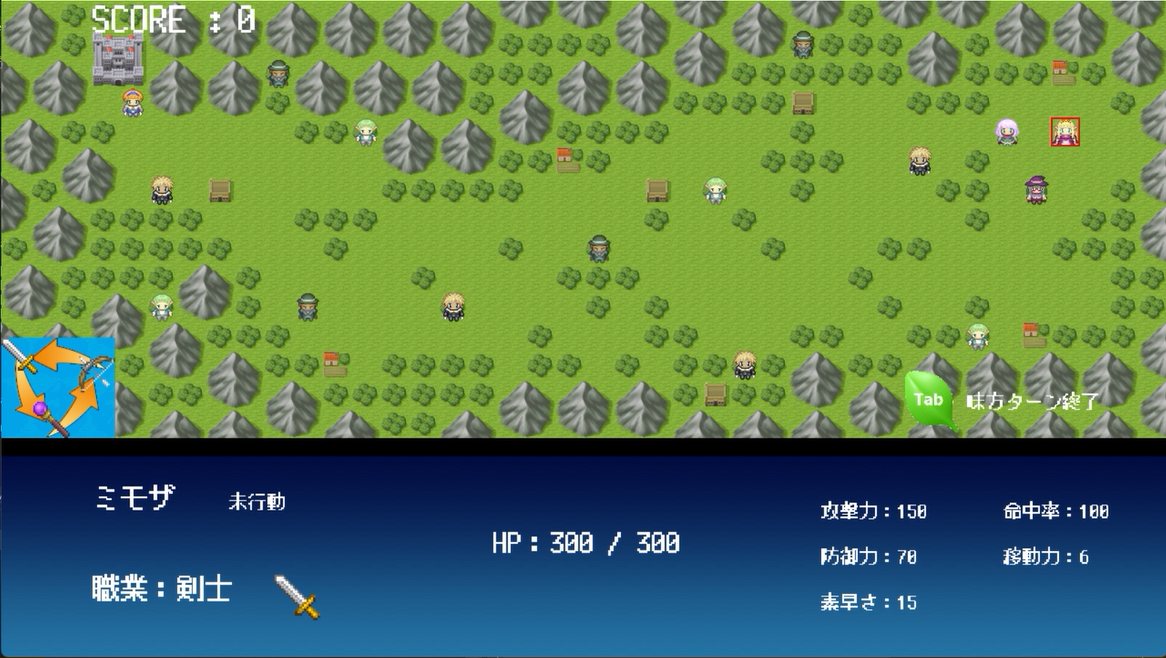 SCORE : 0
Tab 味方ターン終了
ミモザ 未行動
HP : 300 / 300
職業 : 剣士
攻撃力 : 150 命中率 : 100
防御力 : 70 移動力 : 6
素早さ : 15